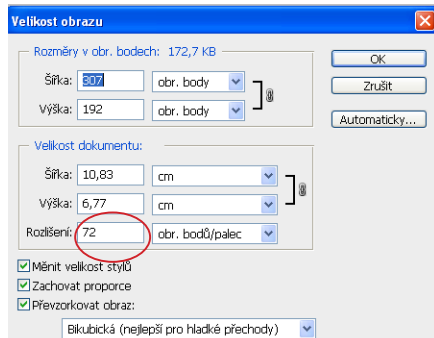 Velikost obrazu
Rozměry v obr. bodech: 172,7 KB
OK
Šířka: 307 obr. body
Zrušit
Výška: 192 obr. body
Automaticky...
Velikost dokumentu:
Šířka: 10,83 cm
Výška: 6,77 cm
Rozlišení: 72 obr. bodů/palec
Měnit velikost stylů
Zachovat proporce
Převzorkovat obraz:
Bikubická (nejlepší pro hladké přechody)